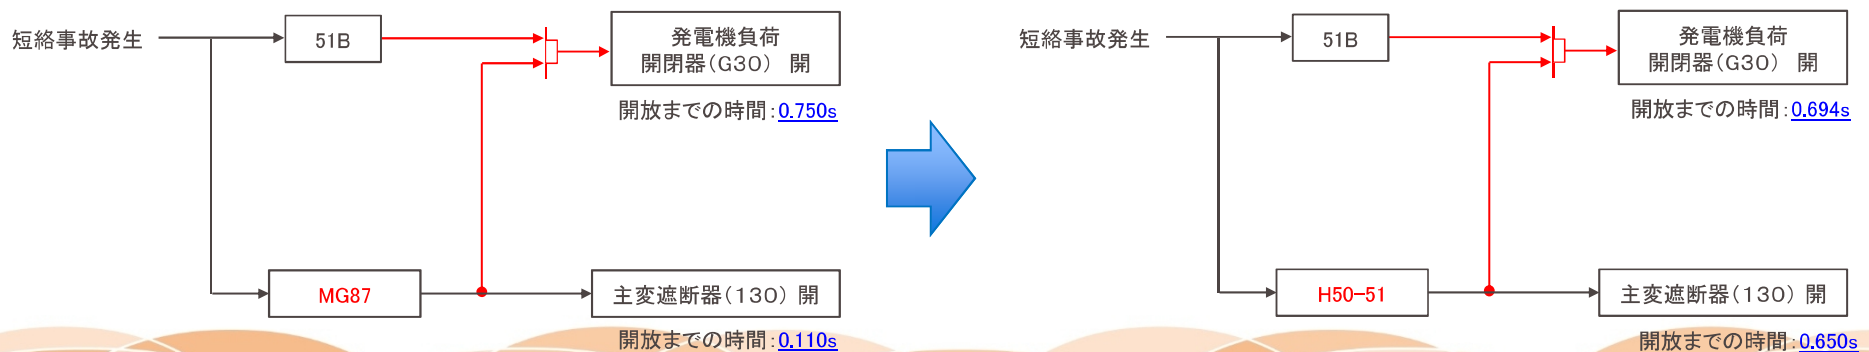 短絡事故発生
51B
発電機負荷
開閉器(G30) 開
開放までの時間:0.750s
MG87
主変遮断器(130) 開
開放までの時間:0.110s
短絡事故発生
51B
発電機負荷
開閉器(G30) 開
開放までの時間:0.694s
H50-51
主変遮断器(130) 開
開放までの時間:0.650s